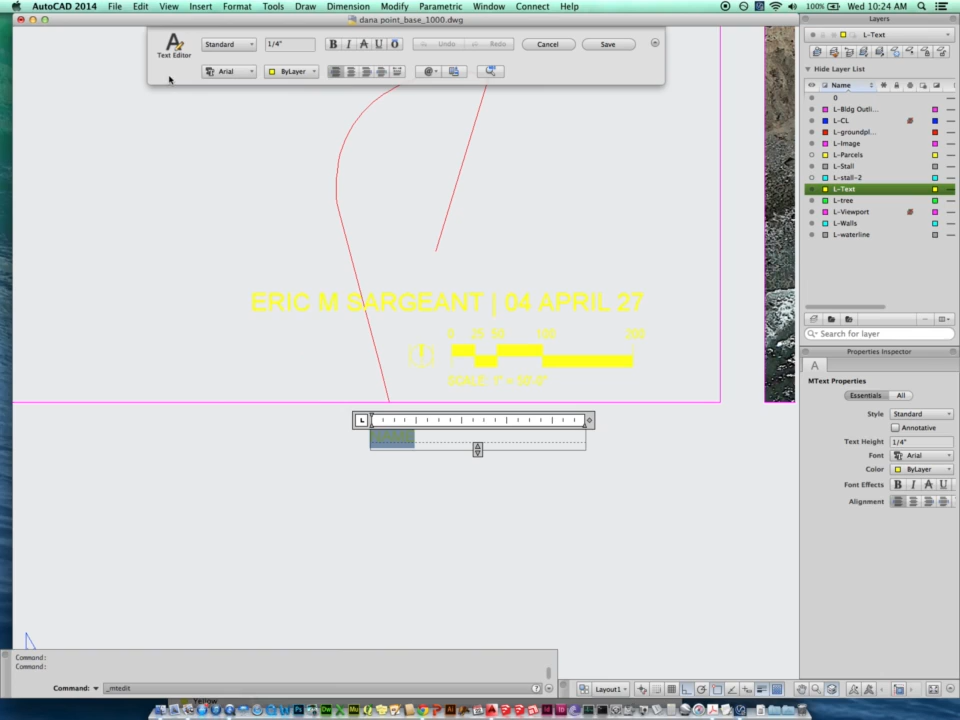 AutoCAD 2014 File Edit View Insert Format Tools Draw Dimension Modify Parametric Window Connect Help 100% Wed 10:24 AM
dana point_base_1000.dwg
Text Editor
Standard 1/4" B I A U O Undo Redo Cancel Save
Arial ByLayer @
ERIC M SARGEANT | 04 APRIL 27
0 25 50 100 200
SCALE: 1" = 50'-0"
L
Layers
L-Text
Hide Layer List
Name
0
L-Bldg Outli...
L-CL
L-groundpl...
L-Image
L-Parcels
L-Stall
L-stall-2
L-Text
L-tree
L-Viewport
L-Walls
L-waterline
Search for layer
Properties Inspector
A
MText Properties
Essentials All
Style Standard
Annotative
Text Height 1/4"
Font Arial
Color ByLayer
Font Effects B I A U
Alignment
Command:
Command:
Command: _mtedit
Layout1
Yellow